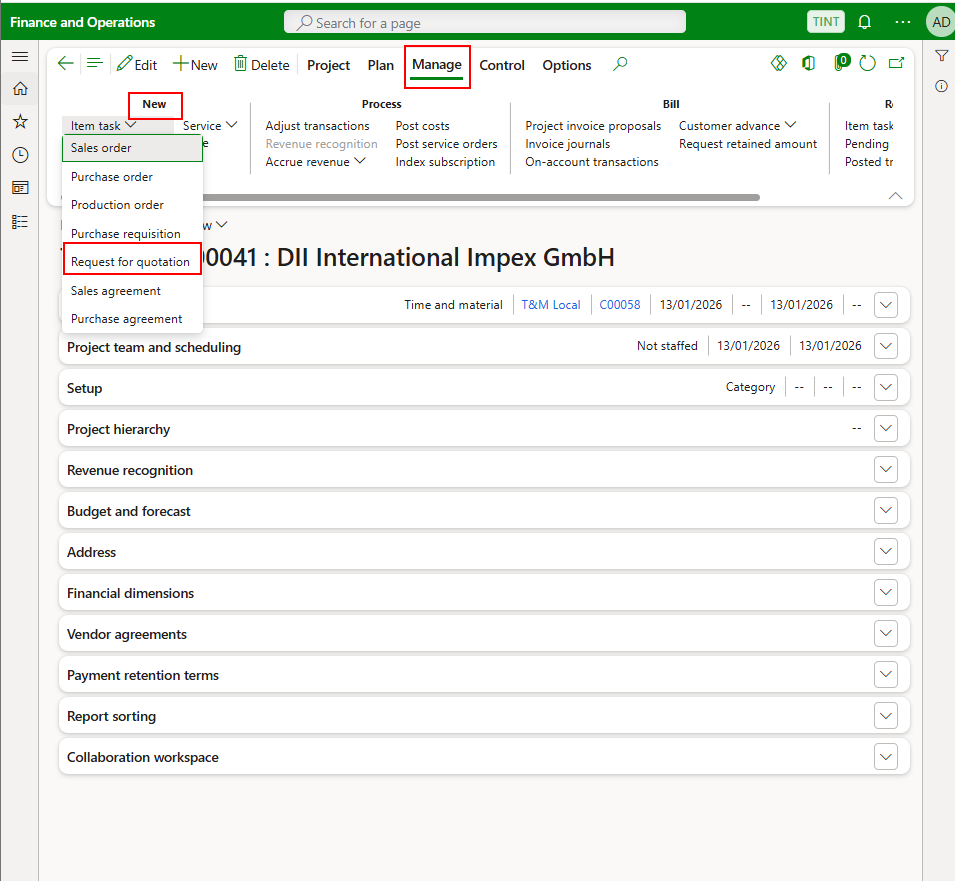 Finance and Operations
Search for a page
TINT
AD
Edit
New
Delete
Project
Plan
Manage
Control
Options
0
New
Item task
Service
Sales order
Purchase order
Production order
Purchase requisition
Request for quotation
Sales agreement
Purchase agreement
Process
Adjust transactions
Revenue recognition
Accrue revenue
Post costs
Post service orders
Index subscription
Bill
Project invoice proposals
Invoice journals
On-account transactions
Customer advance
Request retained amount
Item task
Pending
Posted tr
0041 : DII International Impex GmbH
Time and material T&M Local C00058 13/01/2026 -- 13/01/2026 --
Project team and scheduling Not staffed 13/01/2026 13/01/2026
Setup Category -- -- --
Project hierarchy --
Revenue recognition
Budget and forecast
Address
Financial dimensions
Vendor agreements
Payment retention terms
Report sorting
Collaboration workspace